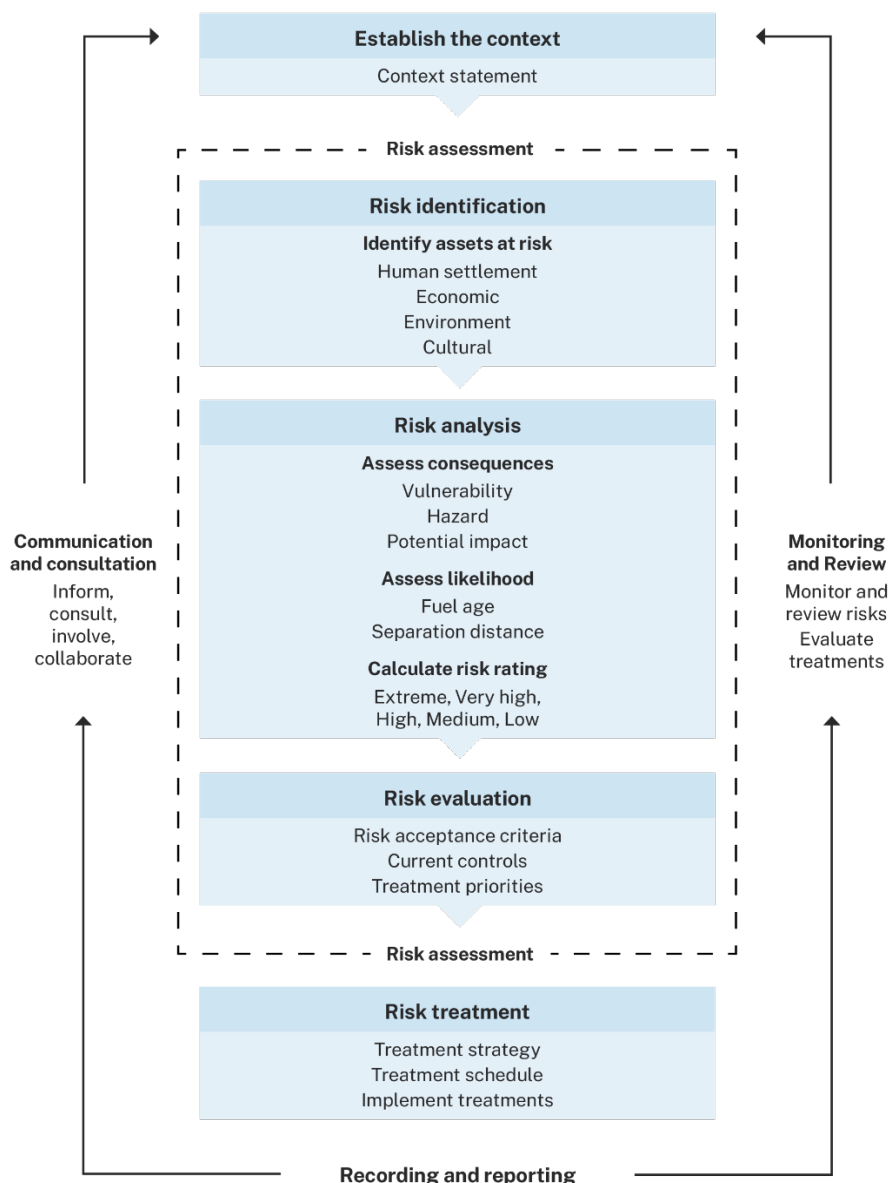 Establish the context
Context statement
Risk assessment
Risk identification
Identify assets at risk
Human settlement
Economic
Environment
Cultural
Risk analysis
Assess consequences
Vulnerability
Hazard
Potential impact
Assess likelihood
Fuel age
Separation distance
Calculate risk rating
Extreme, Very high,
High, Medium, Low
Risk evaluation
Risk acceptance criteria
Current controls
Treatment priorities
Risk assessment
Risk treatment
Treatment strategy
Treatment schedule
Implement treatments
Communication
and consultation
Inform,
consult,
involve,
collaborate
Monitoring
and Review
Monitor and
review risks
Evaluate
treatments
Recording and reporting